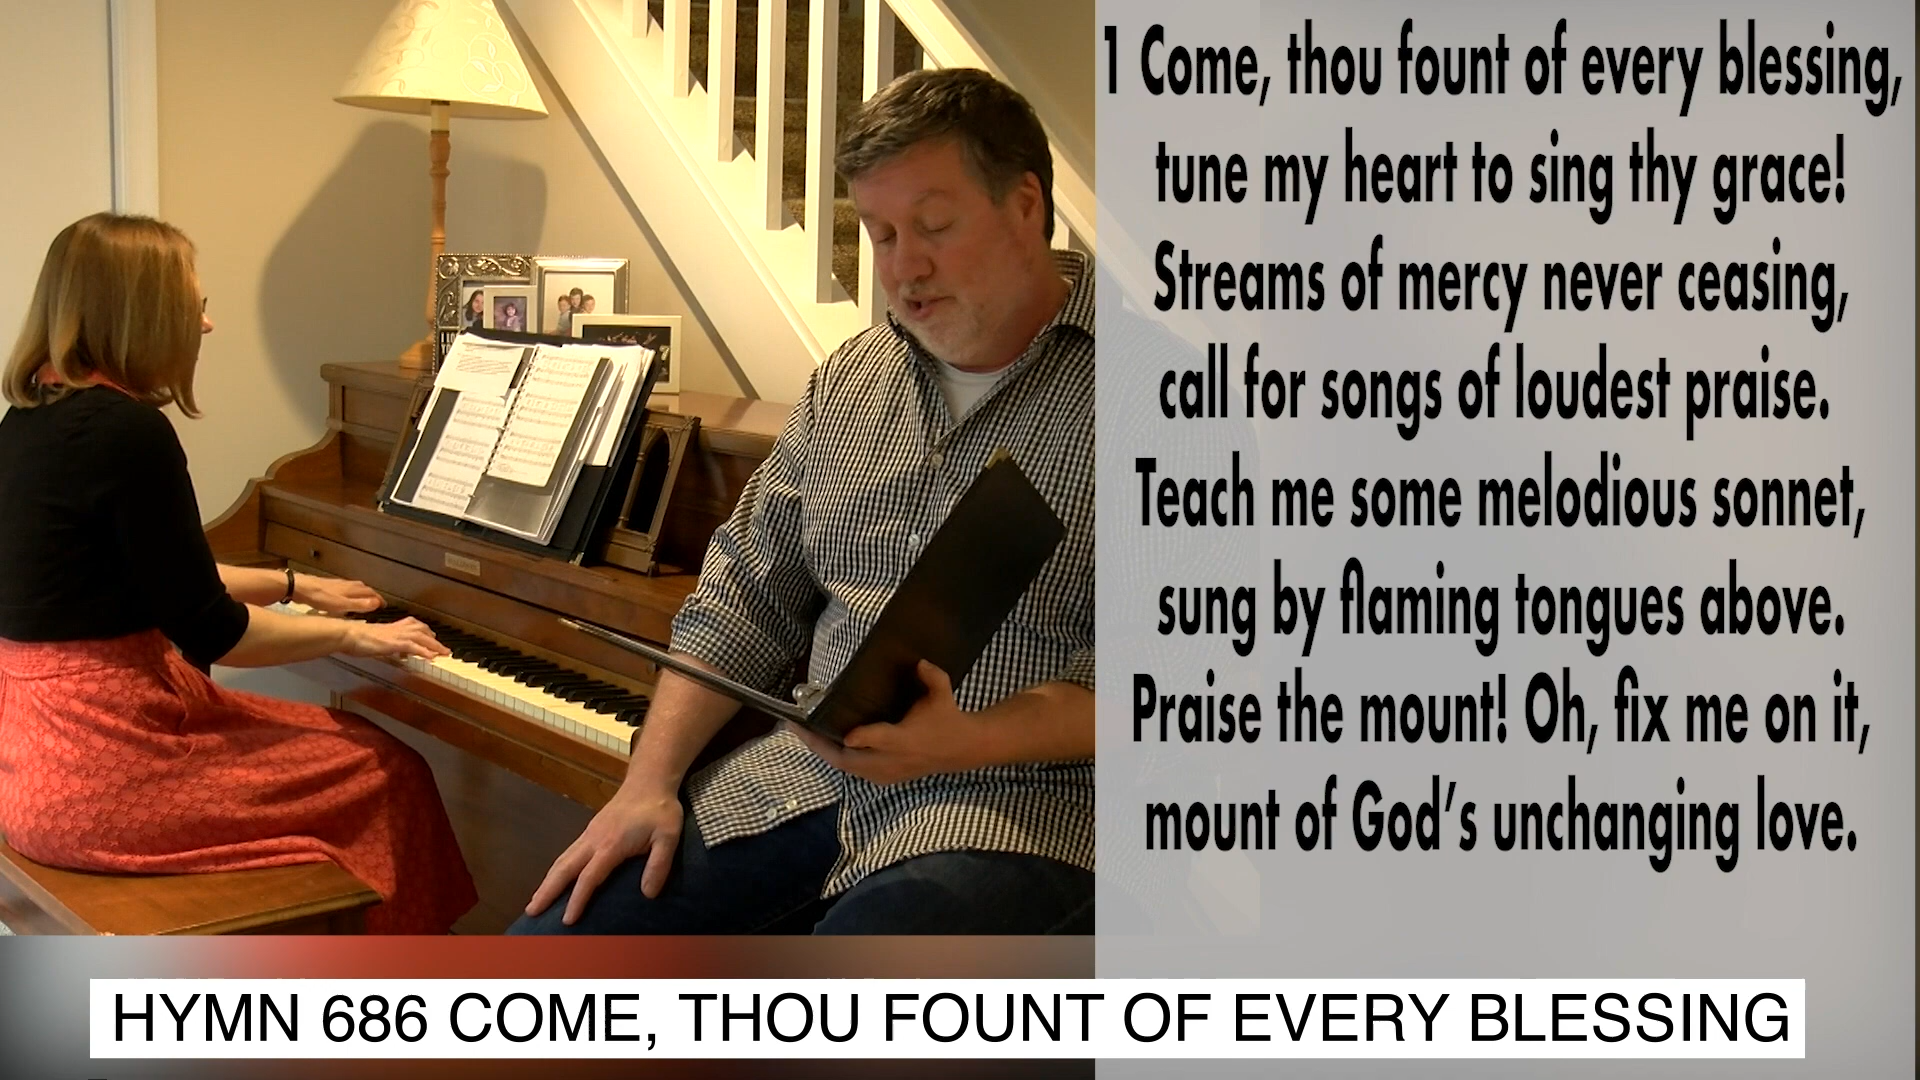 1 Come, thou fount of every blessing,
tune my heart to sing thy grace!
Streams of mercy never ceasing,
call for songs of loudest praise.
Teach me some melodious sonnet,
sung by flaming tongues above.
Praise the mount! Oh, fix me on it,
mount of God's unchanging love.
HYMN 686 COME, THOU FOUNT OF EVERY BLESSING